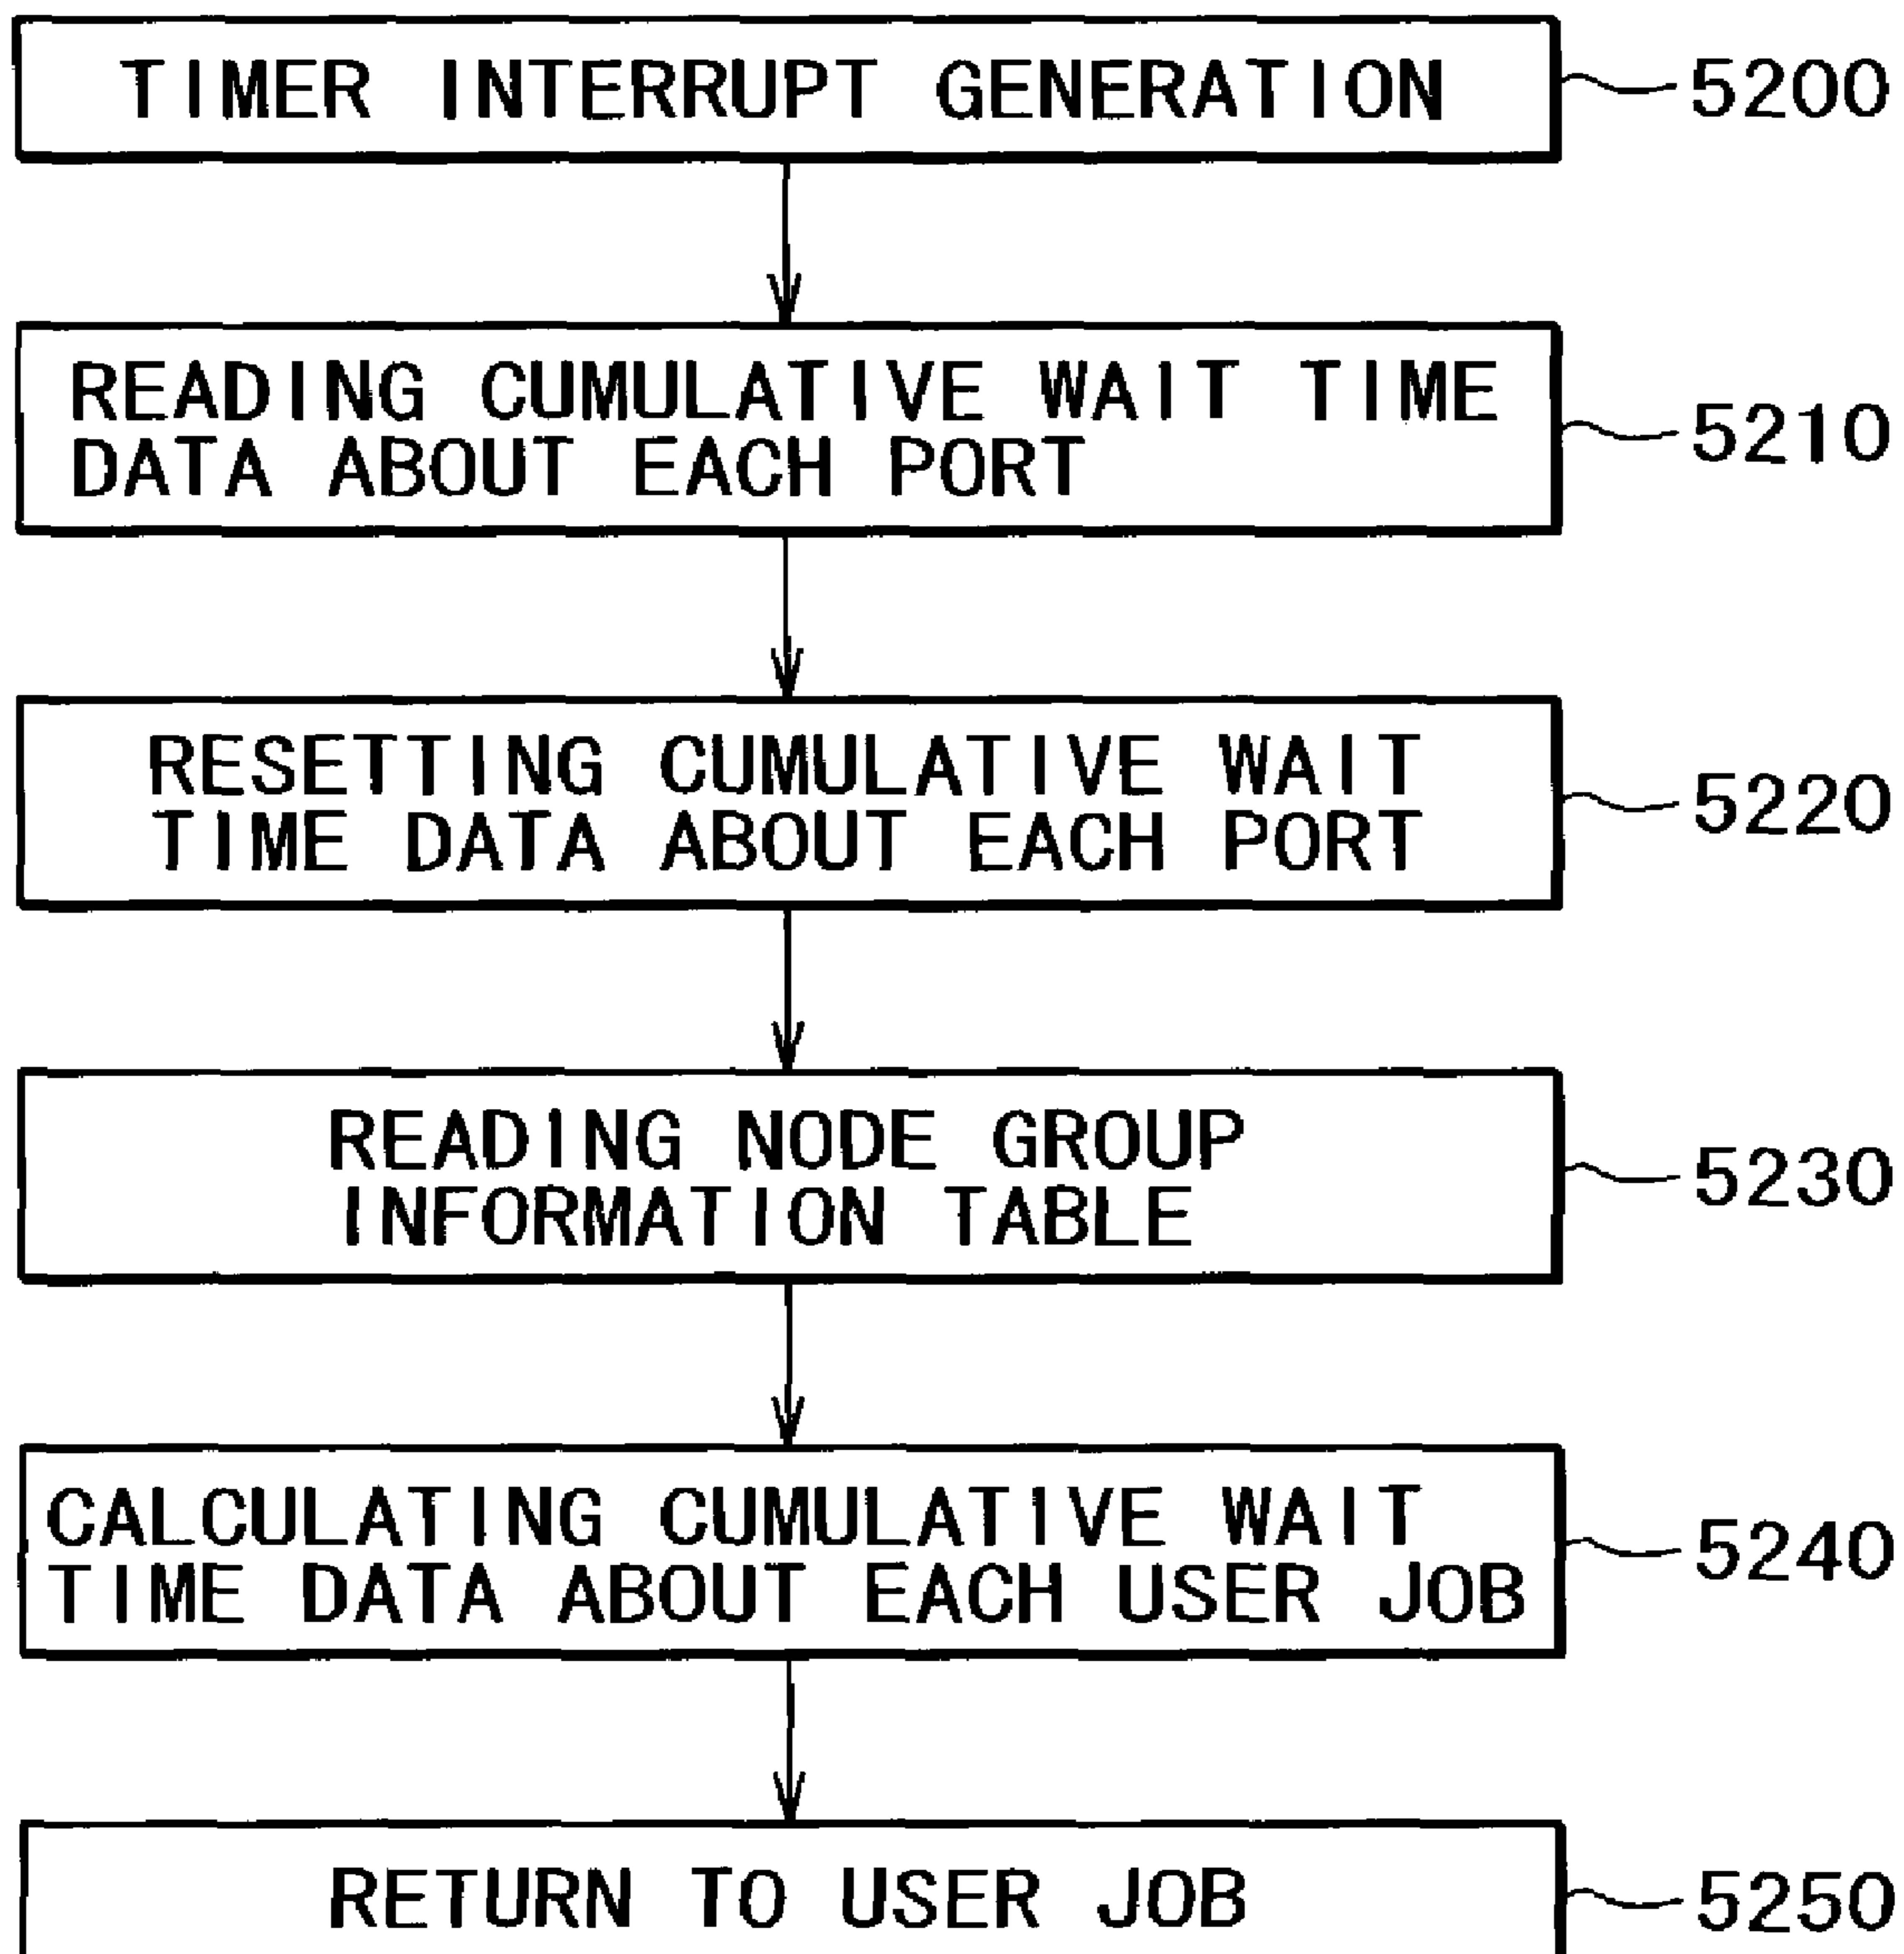 TIMER INTERRUPT GENERATION
5200
READING CUMULATIVE WAIT TIME
DATA ABOUT EACH PORT
5210
RESETTING CUMULATIVE WAIT
TIME DATA ABOUT EACH PORT
5220
READING NODE GROUP
INFORMATION TABLE
5230
CALCULATING CUMULATIVE WAIT
TIME DATA ABOUT EACH USER JOB
5240
RETURN TO USER JOB
5250